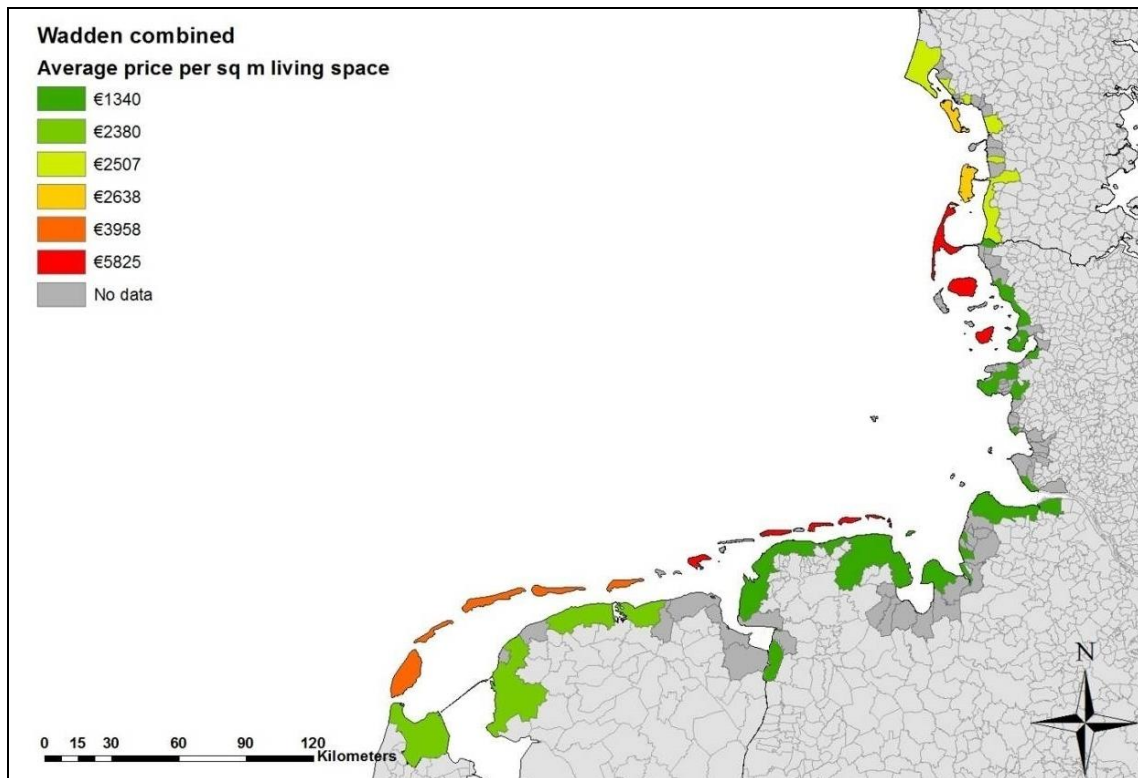 Wadden combined
Average price per sq m living space
€1340
€2380
€2507
€2638
€3958
€5825
No data
N
0 15 30 60 90 120
Kilometers